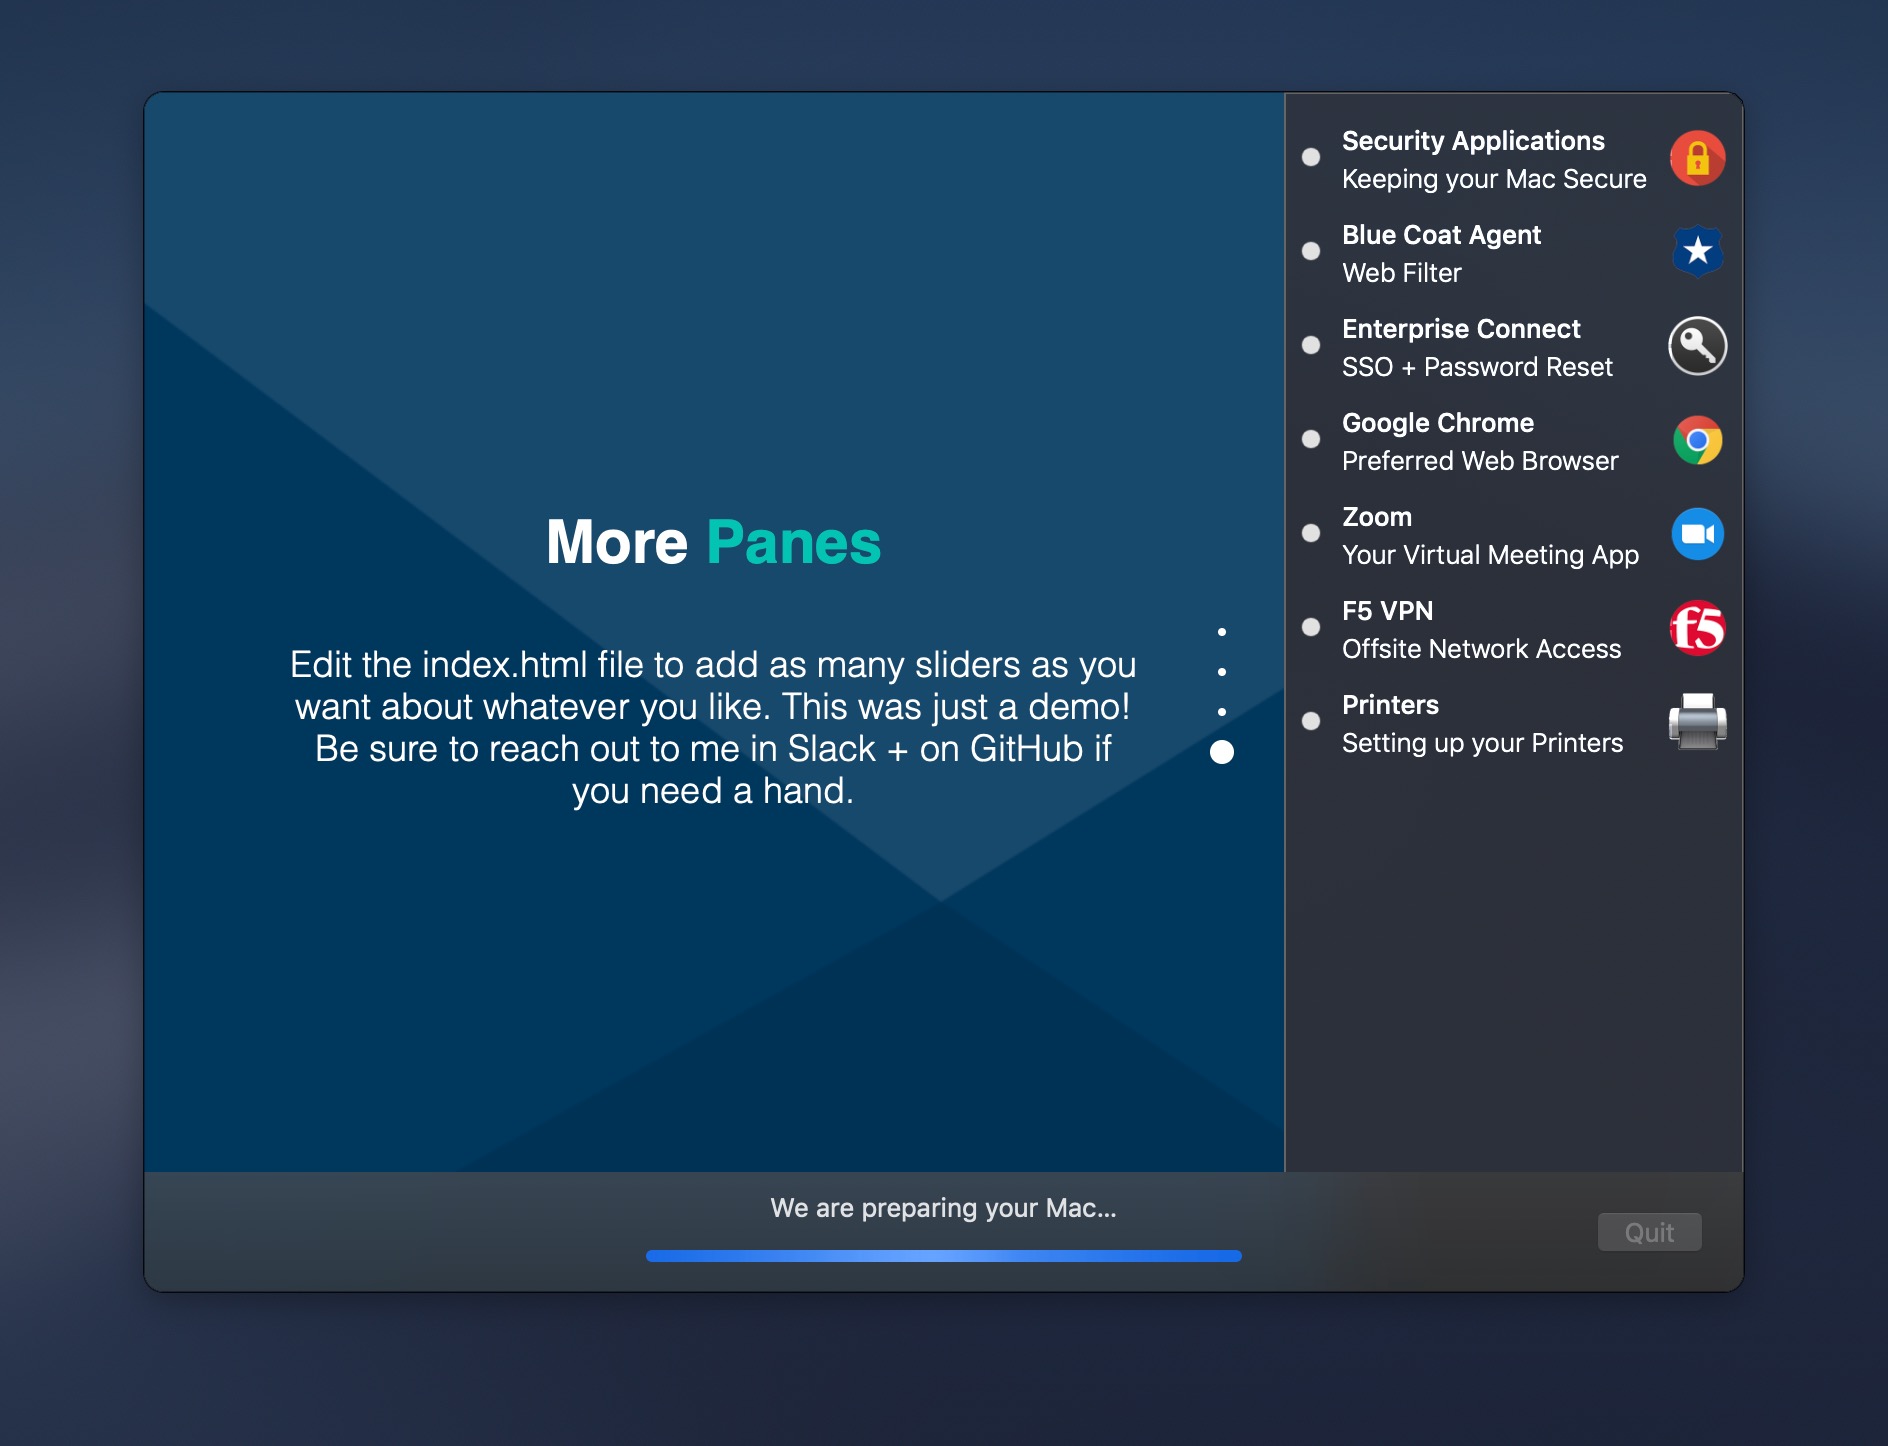 More Panes
Edit the index.html file to add as many sliders as you
want about whatever you like. This was just a demo!
Be sure to reach out to me in Slack + on GitHub if
you need a hand.
Security Applications
Keeping your Mac Secure
Blue Coat Agent
Web Filter
Enterprise Connect
SSO + Password Reset
Google Chrome
Preferred Web Browser
Zoom
Your Virtual Meeting App
F5 VPN
Offsite Network Access
f5
Printers
Setting up your Printers
We are preparing your Mac...
Quit